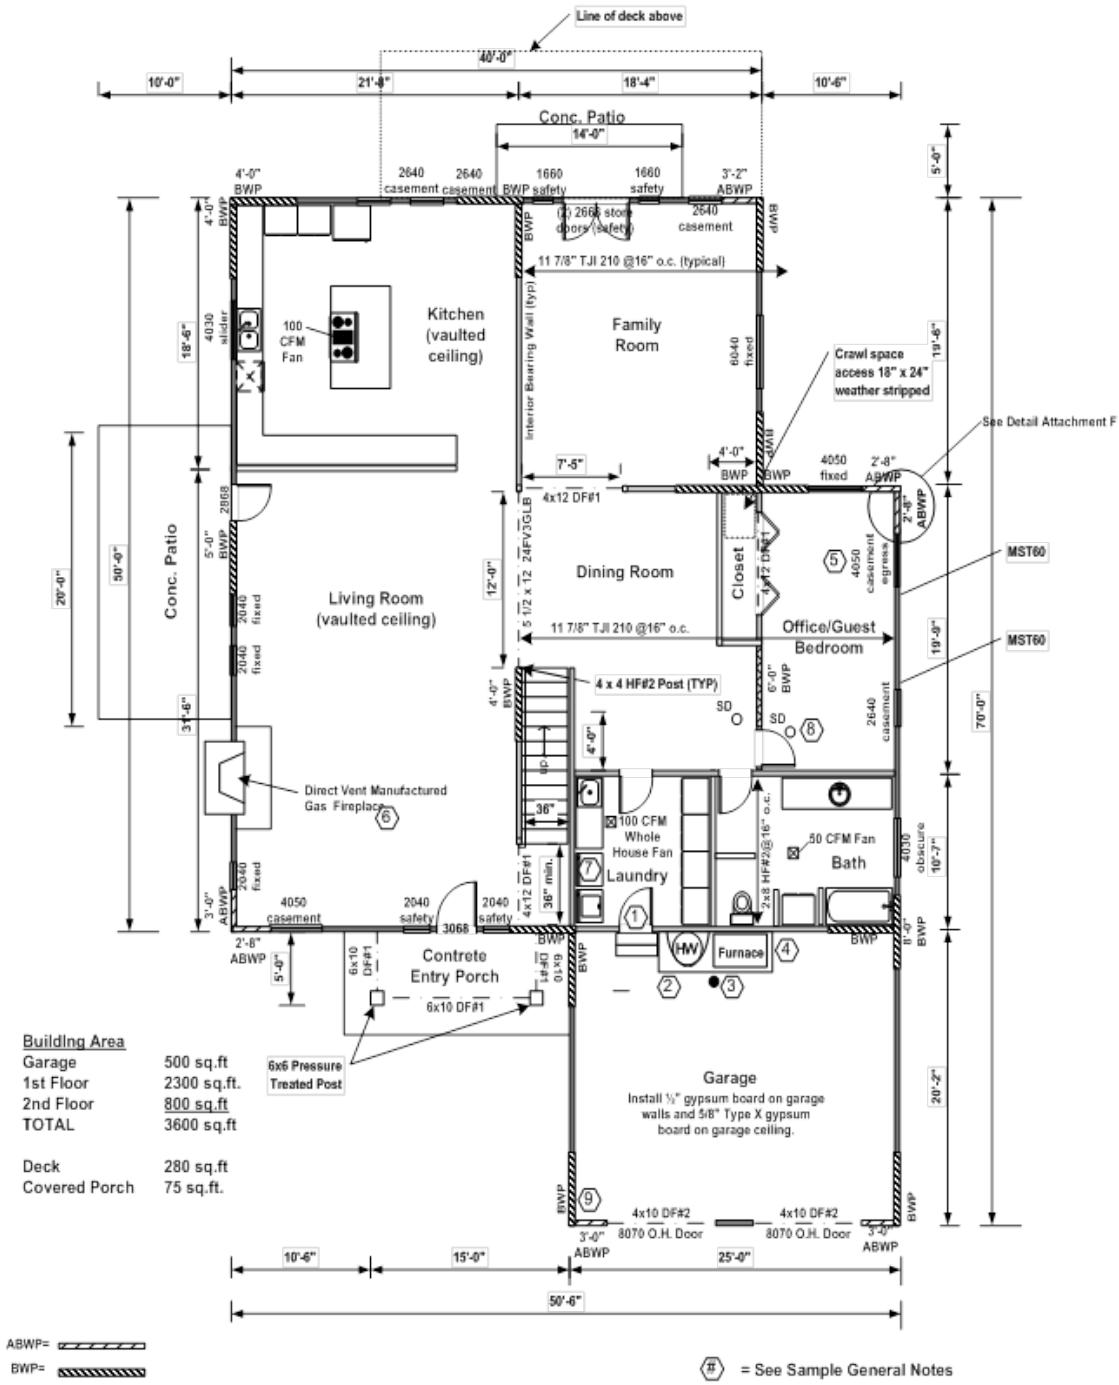 Line of deck above
40'-0"
10'-0"
21'-8"
18'-4"
10'-6"
Conc. Patio
14'-0"
5'-0"
4'-0"
BWP
2640
casement
2640
casement
BWP
1660
safety
1660
safety
3'-2"
ABWP
4'-0"
BWP
BWP
(2) 2668 store
doors (safety)
2640
casement
BWP
11 7/8" TJI 210 @16" o.c. (typical)
Kitchen
(vaulted
ceiling)
100
CFM
Fan
4030
slider
18'-6"
Interior Bearing Wall (typ)
Family
Room
6040
fixed
19'-6"
Crawl space
access 18" x 24"
weather stripped
See Detail Attachment F
BWP
4'-0"
BWP
BWP
4050
fixed
2'-8"
ABWP
2'-8"
ABWP
7'-5"
4x12 DF#1
2868
5'-0"
BWP
50'-0"
20'-0"
Conc. Patio
12'-0"
5 1/2 x 12 24FV3GLB
Dining Room
Closet
4x12 DF#1
5
4050
casement
egress
MST60
Living Room
(vaulted ceiling)
2040
fixed
2040
fixed
11 7/8" TJI 210 @16" o.c.
Office/Guest
Bedroom
19'-9"
MST60
4'-0"
BWP
4 x 4 HF#2 Post (TYP)
6'-0"
BWP
2640
casement
70'-0"
31'-6"
SD
SD
8
4'-0"
up
Direct Vent Manufactured
Gas Fireplace
6
36"
100 CFM
Whole
House Fan
7
Laundry
2x8 HF#2@16" o.c.
50 CFM Fan
Bath
4030
obscure
10'-7"
2040
fixed
3'-0"
ABWP
4x12 DF#1
36" min.
4050
casement
2040
safety
3068
2040
safety
1
2'-8"
ABWP
BWP
BWP
BWP
8'-0"
BWP
5'-0"
6x10
DF#1
Contrete
Entry Porch
6x10
DF#1
6x10 DF#1
HW
Furnace
4
2
3
6x6 Pressure
Treated Post
Building Area
Garage 500 sq.ft
1st Floor 2300 sq.ft.
2nd Floor 800 sq.ft
TOTAL 3600 sq.ft
Deck 280 sq.ft
Covered Porch 75 sq.ft.
Garage
Install ½" gypsum board on garage
walls and 5/8" Type X gypsum
board on garage ceiling.
20'-2"
BWP
9
BWP
4x10 DF#2
8070 O.H. Door
4x10 DF#2
8070 O.H. Door
3'-0"
ABWP
3'-0"
ABWP
10'-6"
15'-0"
25'-0"
50'-6"
ABWP=
BWP=
# = See Sample General Notes